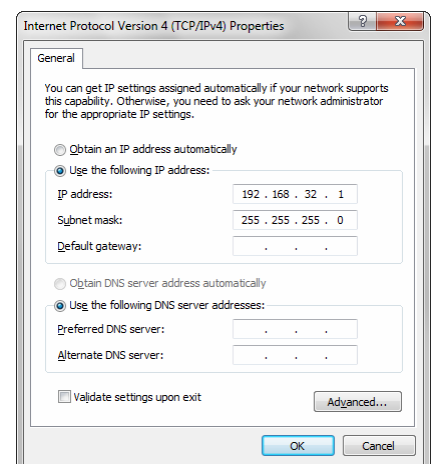 Internet Protocol Version 4 (TCP/IPv4) Properties
General
You can get IP settings assigned automatically if your network supports
this capability. Otherwise, you need to ask your network administrator
for the appropriate IP settings.
Obtain an IP address automatically
Use the following IP address:
IP address: 192 . 168 . 32 . 1
Subnet mask: 255 . 255 . 255 . 0
Default gateway: . . .
Obtain DNS server address automatically
Use the following DNS server addresses:
Preferred DNS server: . . .
Alternate DNS server: . . .
Validate settings upon exit
Advanced...
OK Cancel